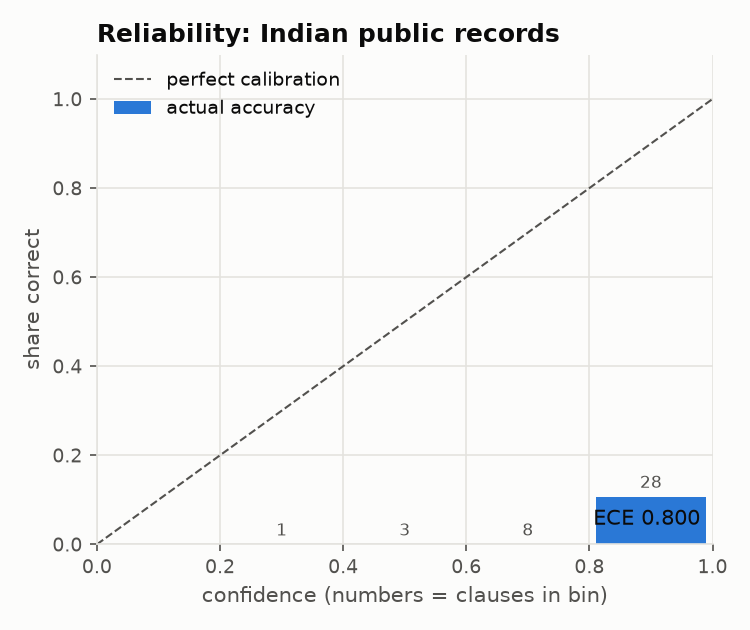 Reliability: Indian public records
perfect calibration
actual accuracy
1.0
0.8
0.6
0.4
0.2
0.0
share correct
1
3
8
28
ECE 0.800
0.0
0.2
0.4
0.6
0.8
1.0
confidence (numbers = clauses in bin)